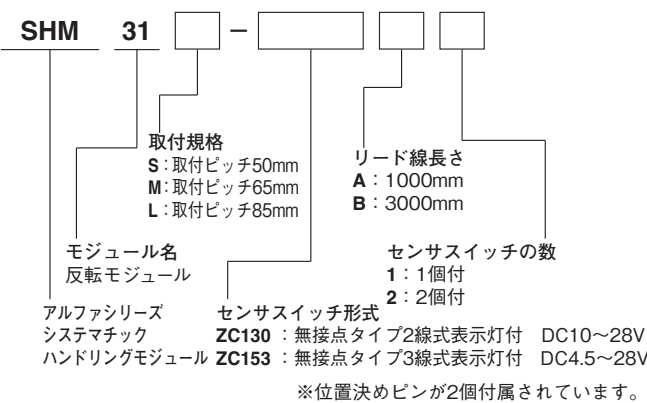 SHM 31 －
取付規格
S：取付ピッチ50mm
M：取付ピッチ65mm
L：取付ピッチ85mm
リード線長さ
A：1000mm
B：3000mm
モジュール名
反転モジュール
センサスイッチの数
1：1個付
2：2個付
アルファシリーズ
システマチック
ハンドリングモジュール
センサスイッチ形式
ZC130：無接点タイプ2線式表示灯付 DC10〜28V
ZC153：無接点タイプ3線式表示灯付 DC4.5〜28V
※位置決めピンが2個付属されています。